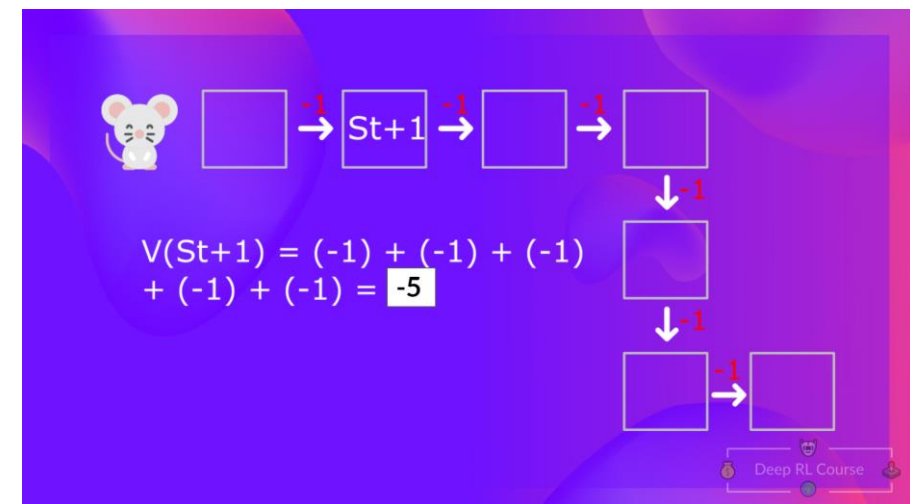 -1 -1 -1
St+1
-1
V(St+1) = (-1) + (-1) + (-1)
+ (-1) + (-1) = -5
-1
-1
Deep RL Course